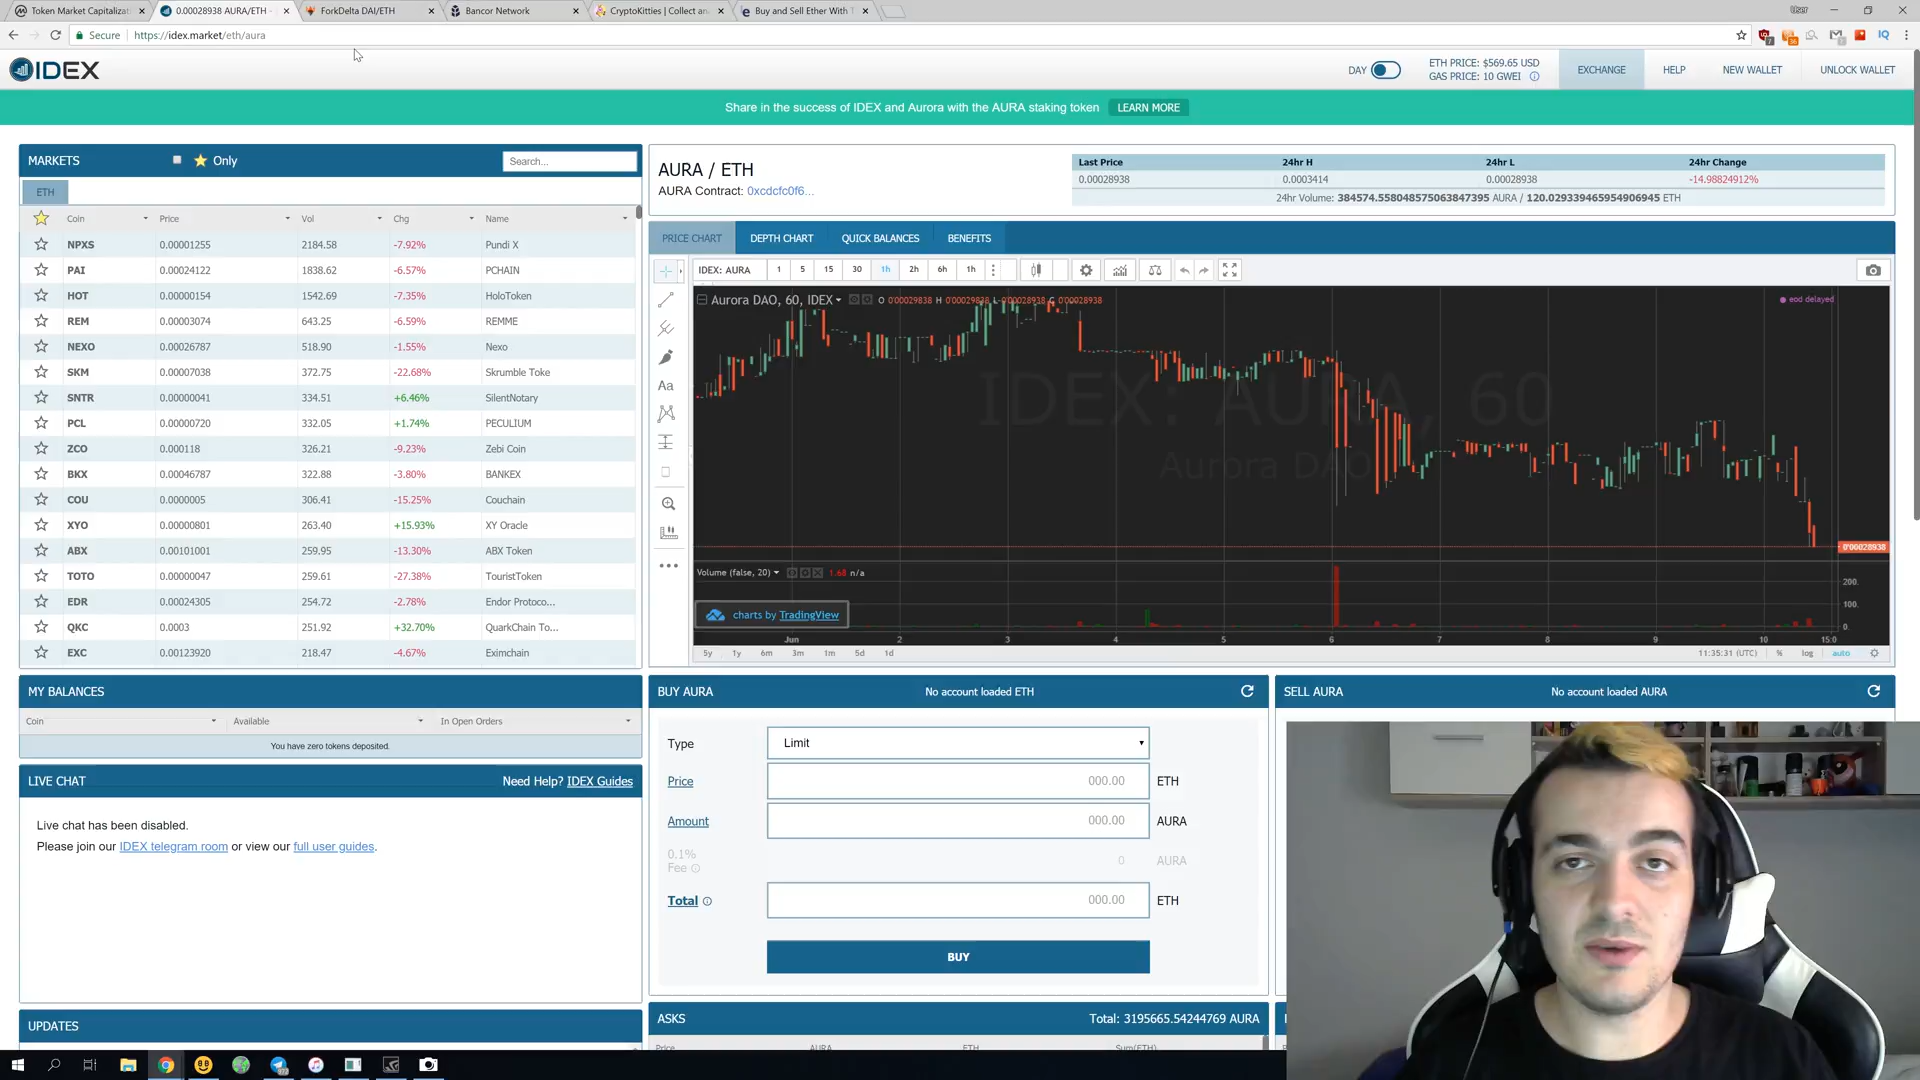 Token Market Capitalizat
0.00028938 AURA/ETH -
ForkDelta DAI/ETH
Bancor Network
CryptoKitties | Collect an
Buy and Sell Ether With
User
Secure
https://idex.market/eth/aura
IDEX
DAY
ETH PRICE: $569.65 USD
GAS PRICE: 10 GWEI
EXCHANGE
HELP
NEW WALLET
UNLOCK WALLET
Share in the success of IDEX and Aurora with the AURA staking token
LEARN MORE
MARKETS
Only
Search...
ETH
Coin Price Vol Chg Name
NPXS 0.00001255 2184.58 -7.92% Pundi X
PAI 0.00024122 1838.62 -6.57% PCHAIN
HOT 0.00000154 1542.69 -7.35% HoloToken
REM 0.00003074 643.25 -6.59% REMME
NEXO 0.00026787 518.90 -1.55% Nexo
SKM 0.00007038 372.75 -22.68% Skrumble Toke
SNTR 0.00000041 334.51 +6.46% SilentNotary
PCL 0.00000720 332.05 +1.74% PECULIUM
ZCO 0.000118 326.21 -9.23% Zebi Coin
BKX 0.00046787 322.88 -3.80% BANKEX
COU 0.0000005 306.41 -15.25% Couchain
XYO 0.00000801 263.40 +15.93% XY Oracle
ABX 0.00101001 259.95 -13.30% ABX Token
TOTO 0.00000047 259.61 -27.38% TouristToken
EDR 0.00024305 254.72 -2.78% Endor Protoco...
QKC 0.0003 251.92 +32.70% QuarkChain To...
EXC 0.00123920 218.47 -4.67% Eximchain
AURA / ETH
AURA Contract: 0xcdcfc0f6...
Last Price 24hr H 24hr L 24hr Change
0.00028938 0.0003414 0.00028938 -14.98824912%
24hr Volume: 384574.558048575063847395 AURA / 120.029339465954906945 ETH
PRICE CHART
DEPTH CHART
QUICK BALANCES
BENEFITS
IDEX: AURA 1 5 15 30 1h 2h 6h 1h
Aurora DAO, 60, IDEX
eod delayed
IDEX: AURA, 60
Aurora DAO
0'00028938
Volume (false, 20) 1.68 n/a
200.
100.
0.
charts by TradingView
Jun 2 3 4 5 6 7 8 9 10 15:0
5y 1y 6m 3m 1m 5d 1d
11:35:31 (UTC) % log auto
MY BALANCES
Coin Available In Open Orders
You have zero tokens deposited.
LIVE CHAT
Need Help? IDEX Guides
Live chat has been disabled.
Please join our IDEX telegram room or view our full user guides.
UPDATES
BUY AURA
No account loaded ETH
Type
Limit
Price
000.00
ETH
Amount
000.00
AURA
0.1%
Fee
0
AURA
Total
000.00
ETH
BUY
SELL AURA
No account loaded AURA
ASKS
Total: 3195665.54244769 AURA
Price AURA ETH Sum(ETH)